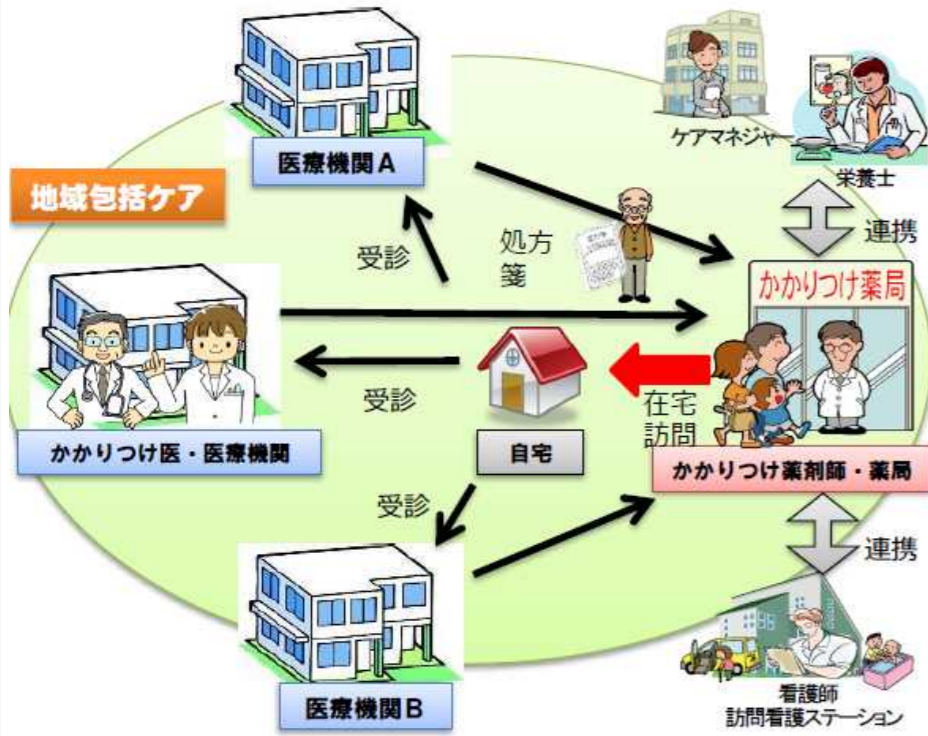 医療機関A
ケアマネジャー
栄養士
地域包括ケア
受診
処方
箋
連携
かかりつけ薬局
受診
在宅
訪問
かかりつけ医・医療機関
自宅
かかりつけ薬剤師・薬局
受診
連携
医療機関B
看護師
訪問看護ステーション